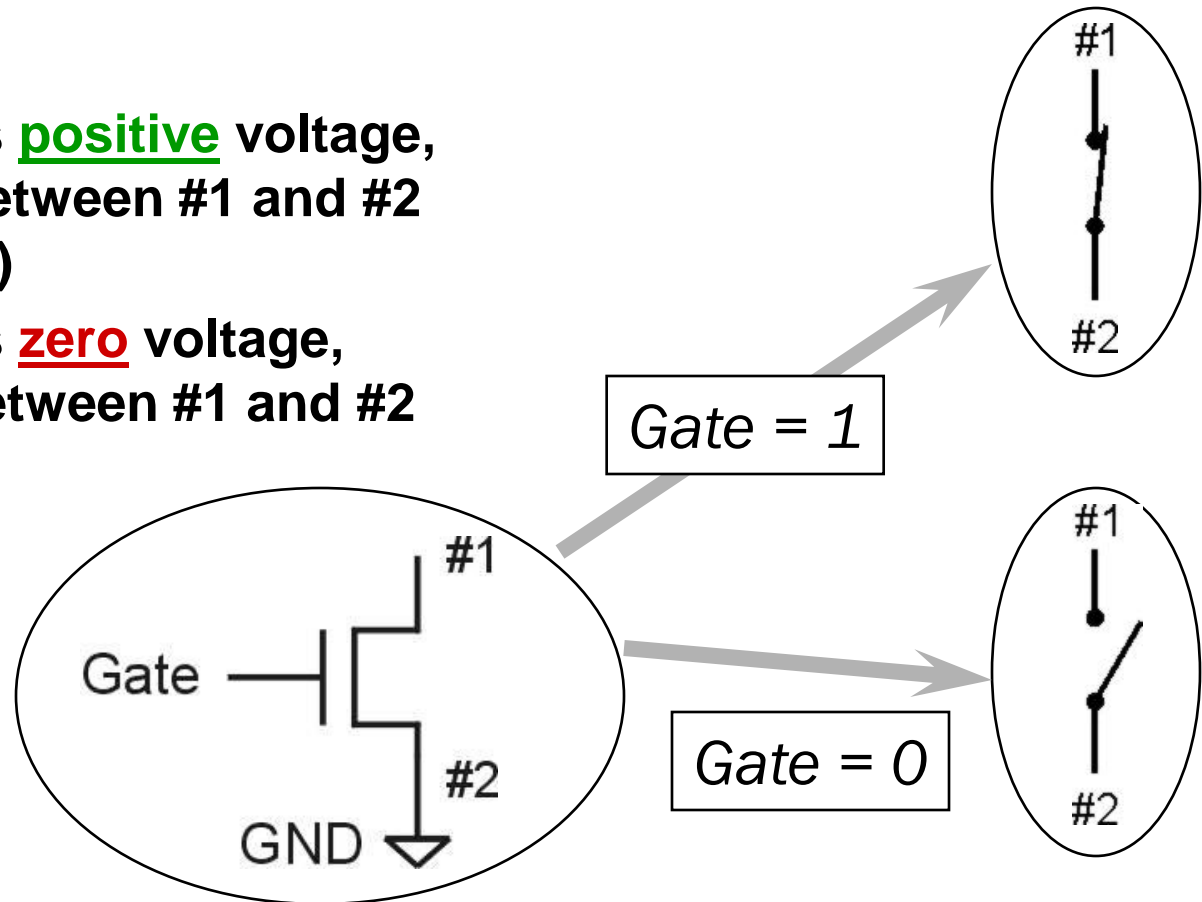 positive voltage,
etween #1 and #2
)
zero voltage,
etween #1 and #2
#1
#2
Gate = 1
#1
Gate
#2
GND
Gate = 0
#1
#2